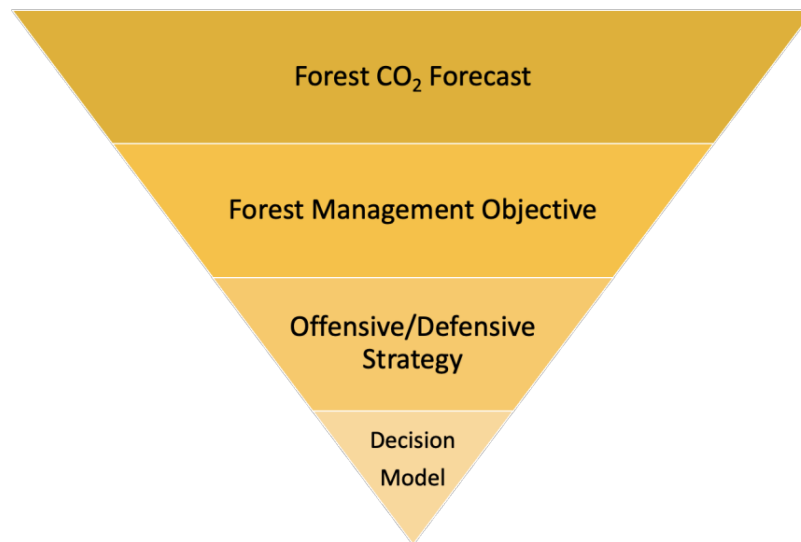 Forest CO₂ Forecast
Forest Management Objective
Offensive/Defensive
Strategy
Decision
Model